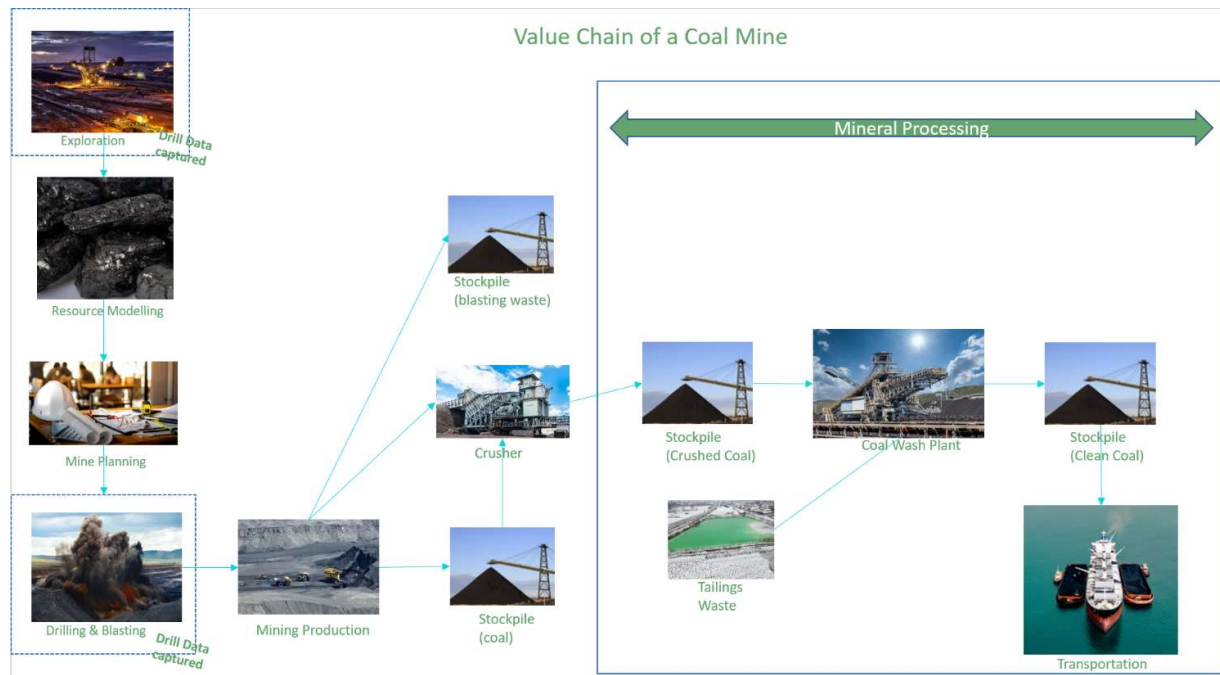 Value Chain of a Coal Mine
Exploration
Drill Data
captured
Resource Modelling
Mine Planning
Drilling & Blasting
Drill Data
captured
Mining Production
Stockpile
(blasting waste)
Crusher
Stockpile
(coal)
Mineral Processing
Stockpile
(Crushed Coal)
Coal Wash Plant
Stockpile
(Clean Coal)
Tailings
Waste
Transportation